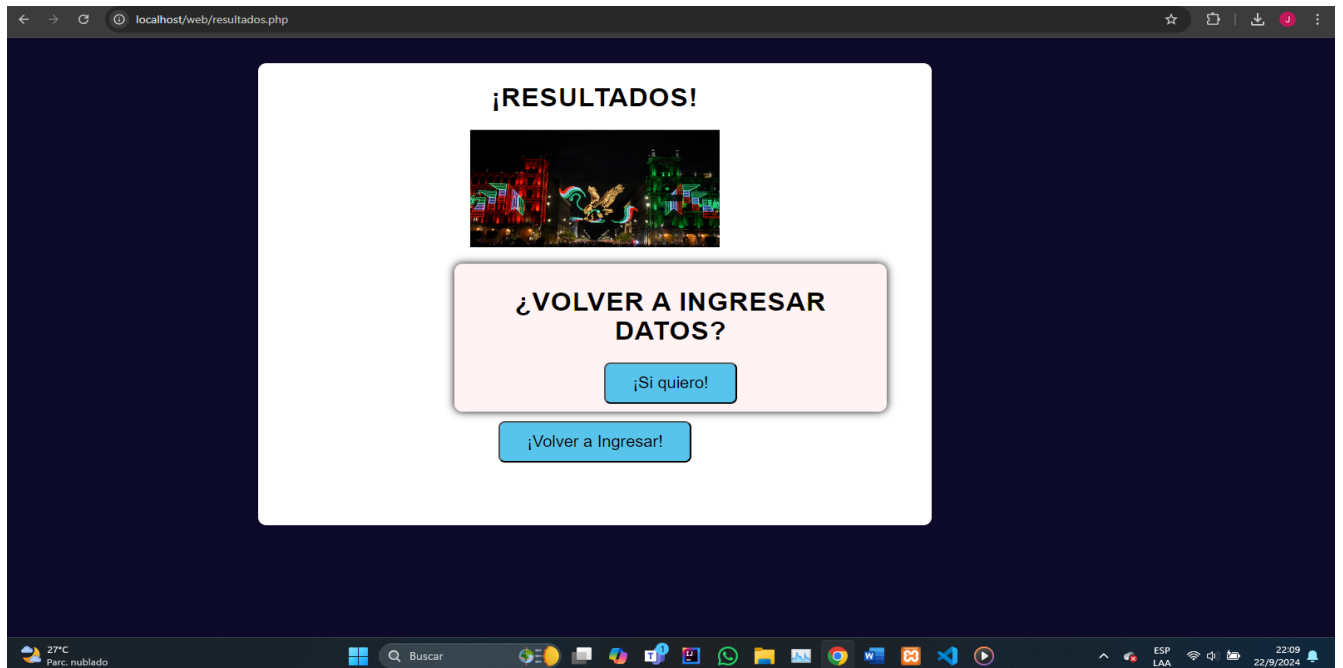 localhost/web/resultados.php
J
¡RESULTADOS!
¿VOLVER A INGRESAR
DATOS?
¡Si quiero!
¡Volver a Ingresar!
27°C
Parc. nublado
Buscar
1
ESP
LAA
22:09
22/9/2024